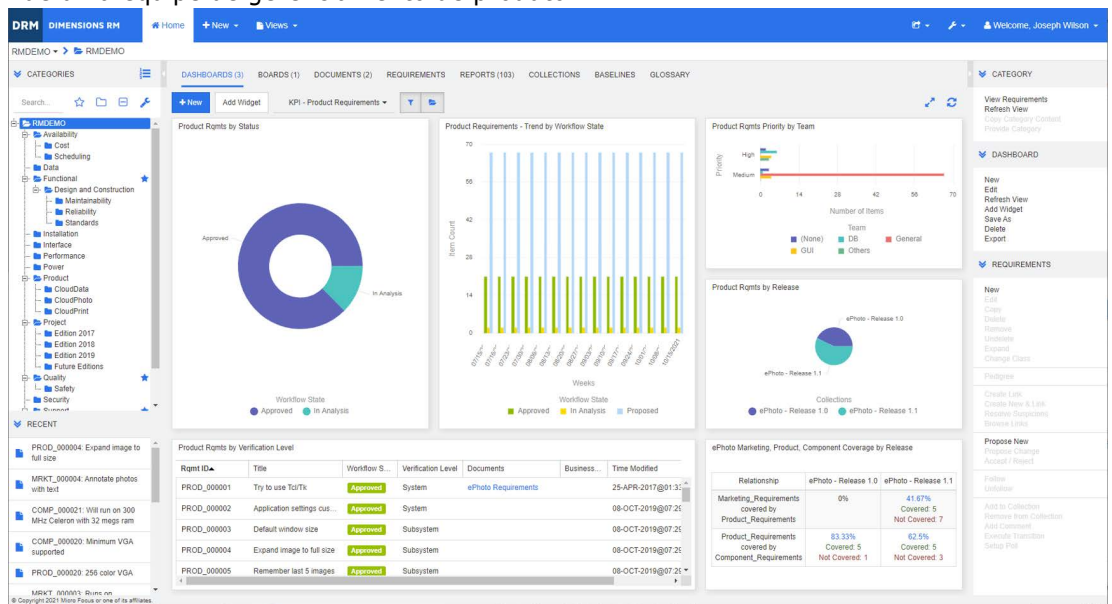 DRM DIMENSIONS RM Home + New Views Welcome, Joseph Wilson
RMDEMO > RMDEMO
CATEGORIES
Search...
RMDEMO
Availability
Cost
Scheduling
Data
Functional
Design and Construction
Maintainability
Reliability
Standards
Installation
Interface
Performance
Power
Product
CloudData
CloudPhoto
CloudPrint
Project
Edition 2017
Edition 2018
Edition 2019
Future Editions
Quality
Safety
Security
Support
RECENT
PROD_000004: Expand image to
full size
MRKT_000004: Annotate photos
with text
COMP_000021: Will run on 300
MHz Celeron with 32 megs ram
COMP_000020: Minimum VGA
supported
PROD_000020: 256 color VGA
MRKT_000003: Runs on
© Copyright 2021 Micro Focus or one of its affiliates.
DASHBOARDS (3) BOARDS (1) DOCUMENTS (2) REQUIREMENTS REPORTS (103) COLLECTIONS BASELINES GLOSSARY
+ New Add Widget KPI - Product Requirements
Product Rqmts by Status
Approved
In Analysis
Workflow State
Approved In Analysis
Product Requirements - Trend by Workflow State
Item Count
70
56
42
28
14
0
10/15/2021
Weeks
Workflow State
Approved In Analysis Proposed
Product Rqmts Priority by Team
Priority
High
Medium
0 14 28 42 56 70
Number of Items
Team
(None) DB General
GUI Others
Product Rqmts by Release
ePhoto - Release 1.0
ePhoto - Release 1.1
Collections
ePhoto - Release 1.0 ePhoto - Release 1.1
Product Rqmts by Verification Level
Rqmt ID Title Workflow S... Verification Level Documents Business... Time Modified
PROD_000001 Try to use Tcl/Tk Approved System ePhoto Requirements 25-APR-2017@01:33
PROD_000002 Application settings cus... Approved System 08-OCT-2019@07:29
PROD_000003 Default window size Approved Subsystem 08-OCT-2019@07:29
PROD_000004 Expand image to full size Approved Subsystem 08-OCT-2019@07:29
PROD_000005 Remember last 5 images Approved Subsystem 08-OCT-2019@07:29
ePhoto Marketing, Product, Component Coverage by Release
Relationship ePhoto - Release 1.0 ePhoto - Release 1.1
Marketing_Requirements
covered by
Product_Requirements
0%
41.67%
Covered: 5
Not Covered: 7
Product_Requirements
covered by
Component_Requirements
83.33%
Covered: 5
Not Covered: 1
62.5%
Covered: 5
Not Covered: 3
CATEGORY
View Requirements
Refresh View
Copy Category Content
Provide Category
DASHBOARD
New
Edit
Refresh View
Add Widget
Save As
Delete
Export
REQUIREMENTS
New
Edit
Copy
Delete
Remove
Undelete
Expand
Change Class
Pedigree
Create Link
Create New & Link
Resolve Suspicions
Browse Links
Propose New
Propose Change
Accept / Reject
Follow
Unfollow
Add to Collection
Remove from Collection
Add Comment
Execute Transition
Setup Poll